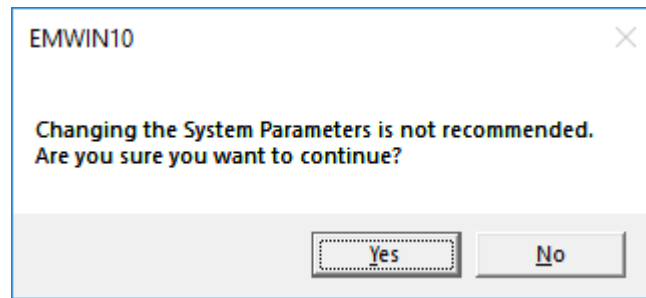 EMWIN10
Changing the System Parameters is not recommended.
Are you sure you want to continue?
Yes
No